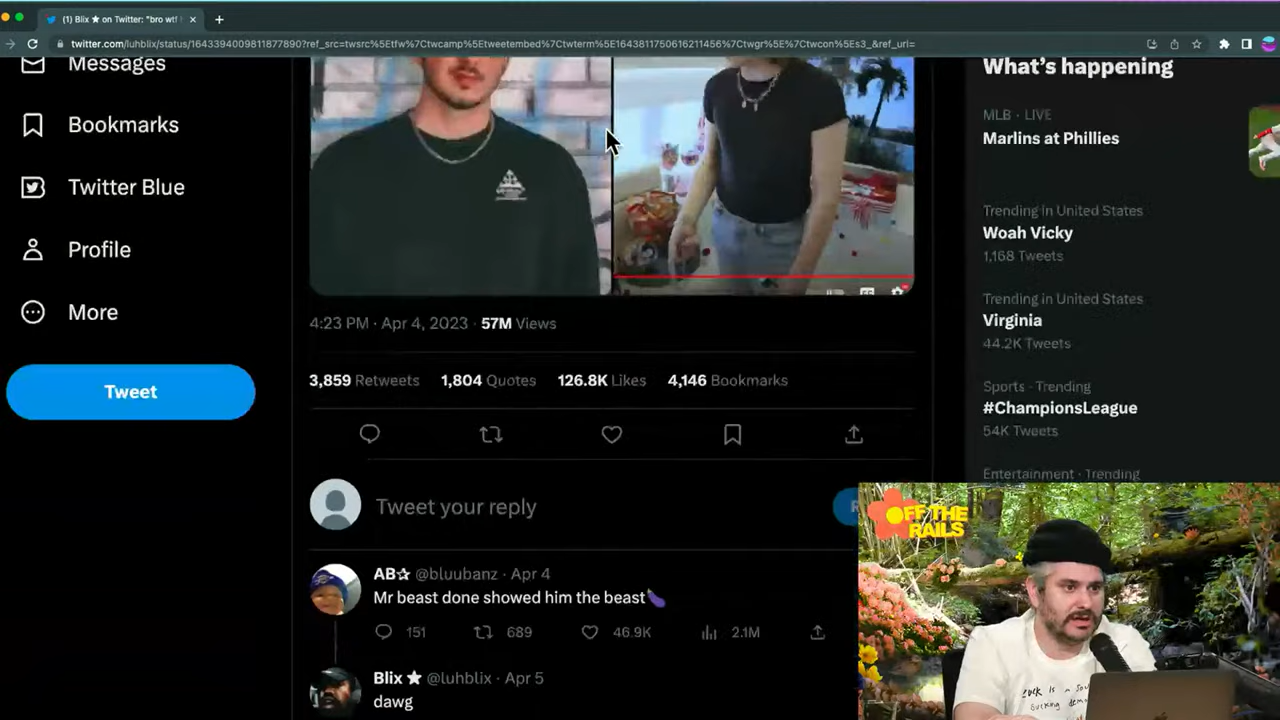 (1) Blix ★ on Twitter: "bro wtf!
twitter.com/luhblix/status/1643394009811877890?ref_src=twsrc%5Etfw%7Ctwcamp%5Etweetembed%7Ctwterm%5E1643811750616211456%7Ctwgr%5E%7Ctwcon%5Es3_&ref_url=
Messages
Bookmarks
Twitter Blue
Profile
More
Tweet
4:23 PM · Apr 4, 2023 · 57M Views
3,859 Retweets 1,804 Quotes 126.8K Likes 4,146 Bookmarks
Tweet your reply
AB✰ @bluubanz · Apr 4
Mr beast done showed him the beast🍆
151 689 46.9K 2.1M
Blix ★ @luhblix · Apr 5
dawg
What's happening
MLB · LIVE
Marlins at Phillies
Trending in United States
Woah Vicky
1,168 Tweets
Trending in United States
Virginia
44.2K Tweets
Sports · Trending
#ChampionsLeague
54K Tweets
Entertainment · Trending
OFF THE
RAILS